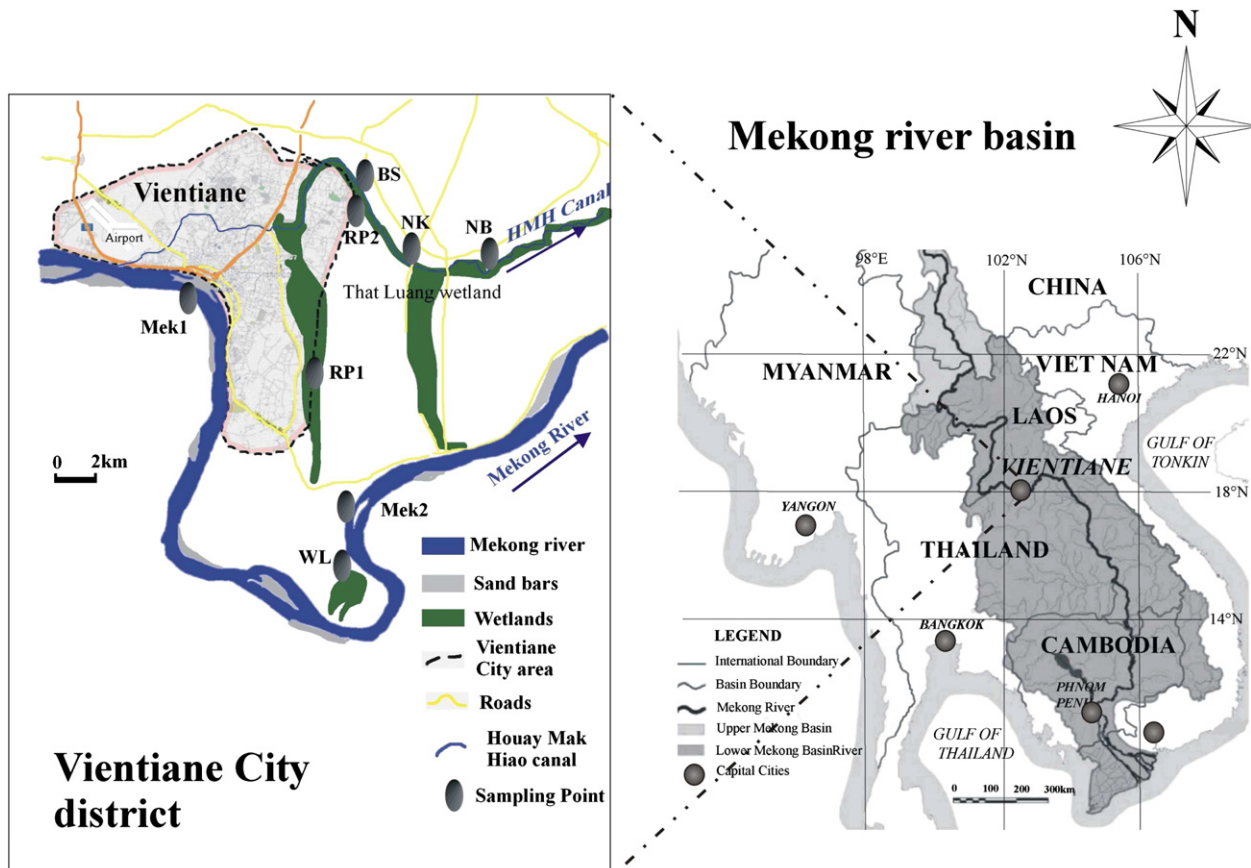 N
Mekong river basin
Vientiane
Airport
BS
RP2
NK
NB
HMH Canal
That Luang wetland
Mek1
RP1
0 2km
Mekong River
Mek2
WL
Mekong river
Sand bars
Wetlands
Vientiane
City area
Roads
Houay Mak
Hiao canal
Sampling Point
Vientiane City
district
98°E
102°N
106°N
CHINA
22°N
MYANMAR
VIET NAM
HANOI
LAOS
GULF OF
TONKIN
VIENTIANE
18°N
YANGON
THAILAND
14°N
BANGKOK
CAMBODIA
PHNOM
PENH
GULF OF
THAILAND
LEGEND
International Boundary
Basin Boundary
Mekong River
Upper Mekong Basin
Lower Mekong BasinRiver
Capital Cities
0 100 200 300km